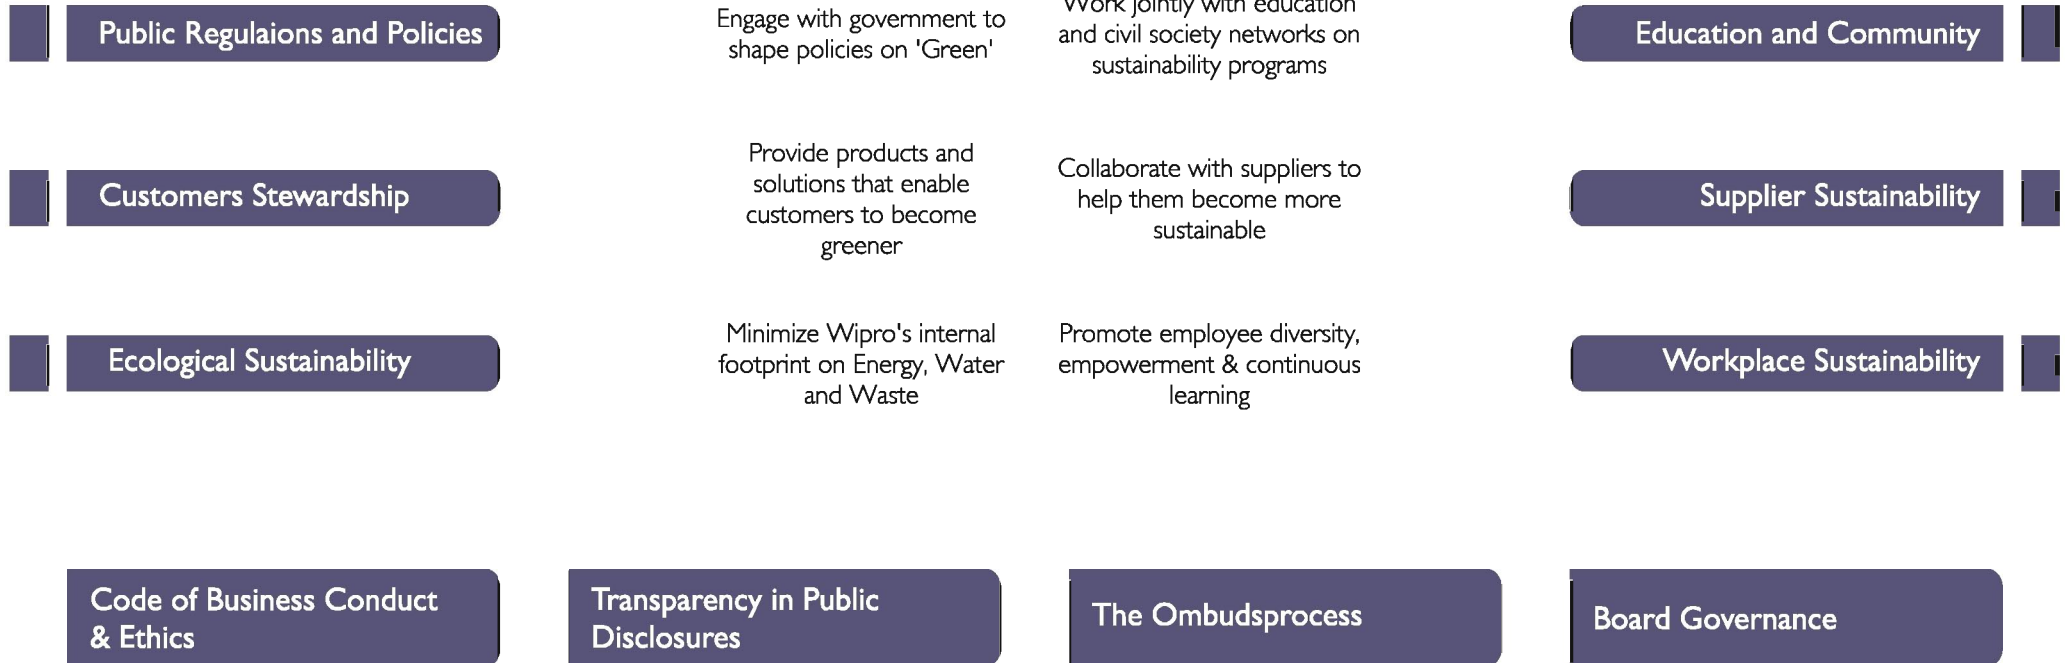 Public Regulaions and Policies
Engage with government to
shape policies on 'Green'
Work jointly with education
and civil society networks on
sustainability programs
Education and Community
Customers Stewardship
Provide products and
solutions that enable
customers to become
greener
Collaborate with suppliers to
help them become more
sustainable
Supplier Sustainability
Ecological Sustainability
Minimize Wipro's internal
footprint on Energy, Water
and Waste
Promote employee diversity,
empowerment & continuous
learning
Workplace Sustainability
Code of Business Conduct
& Ethics
Transparency in Public
Disclosures
The Ombudsprocess
Board Governance